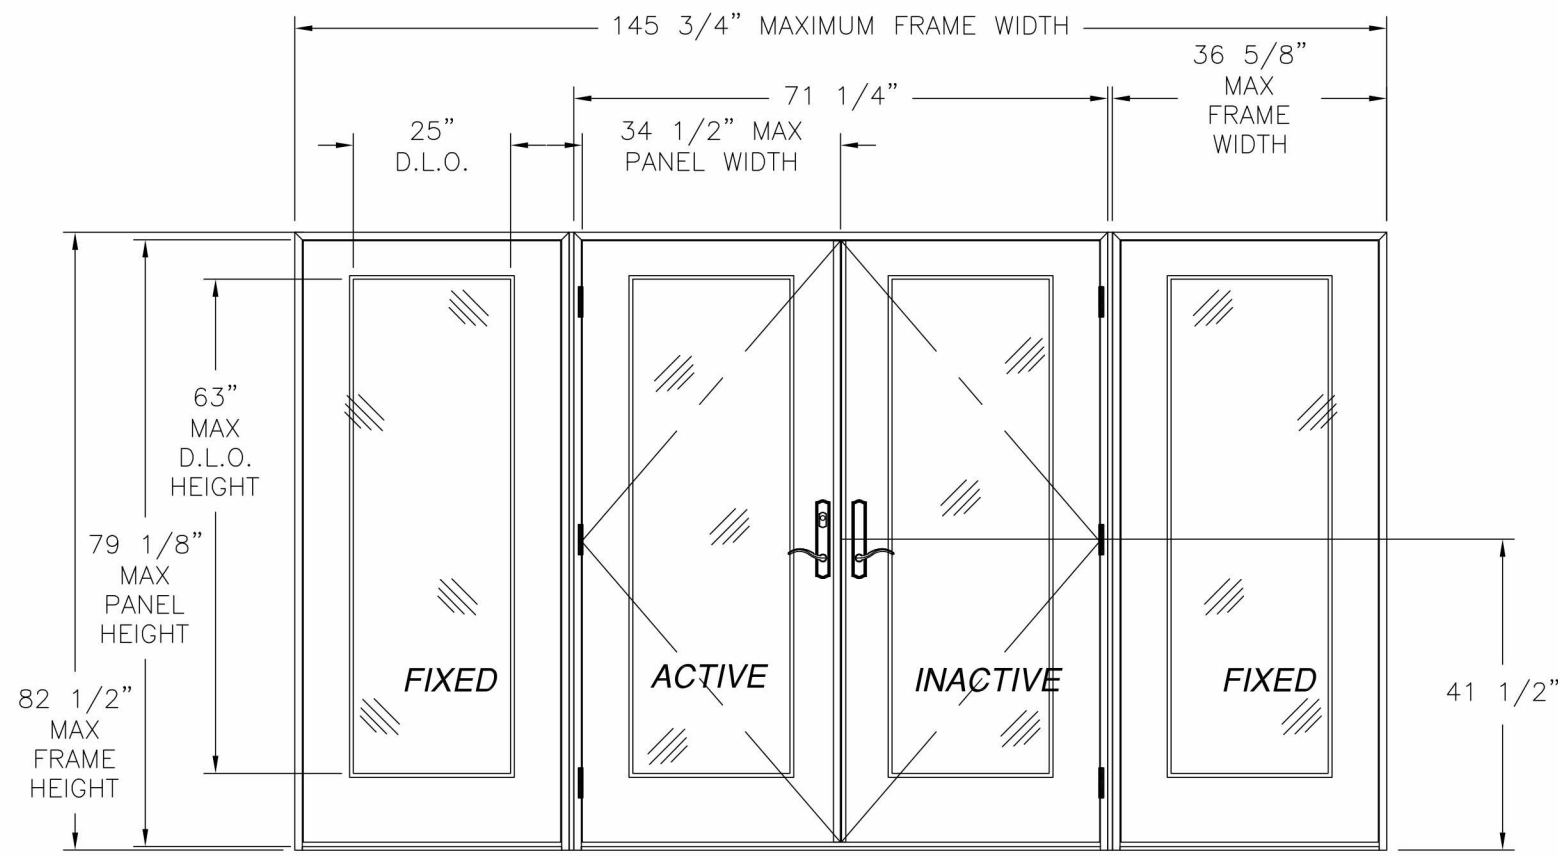 145 3/4” MAXIMUM FRAME WIDTH
36 5/8”
MAX
FRAME
WIDTH
71 1/4”
25”
D.L.O.
34 1/2” MAX
PANEL WIDTH
63”
MAX
D.L.O.
HEIGHT
79 1/8”
MAX
PANEL
HEIGHT
82 1/2”
MAX
FRAME
HEIGHT
FIXED
ACTIVE
INACTIVE
FIXED
41 1/2”